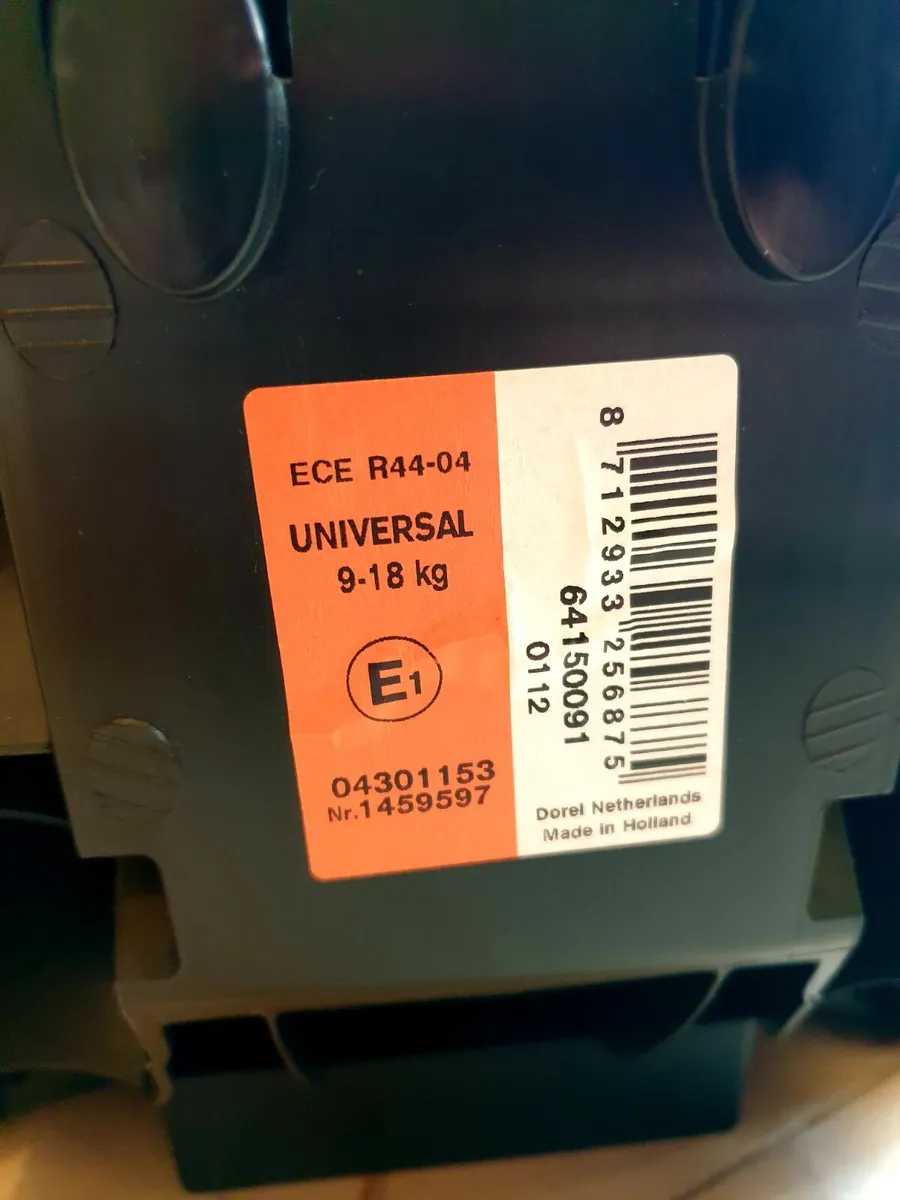 ECE R44-04
UNIVERSAL
9-18 kg
E1
04301153
Nr.1459597
8 712933 256875
64150091
0112
Dorel Netherlands
Made in Holland